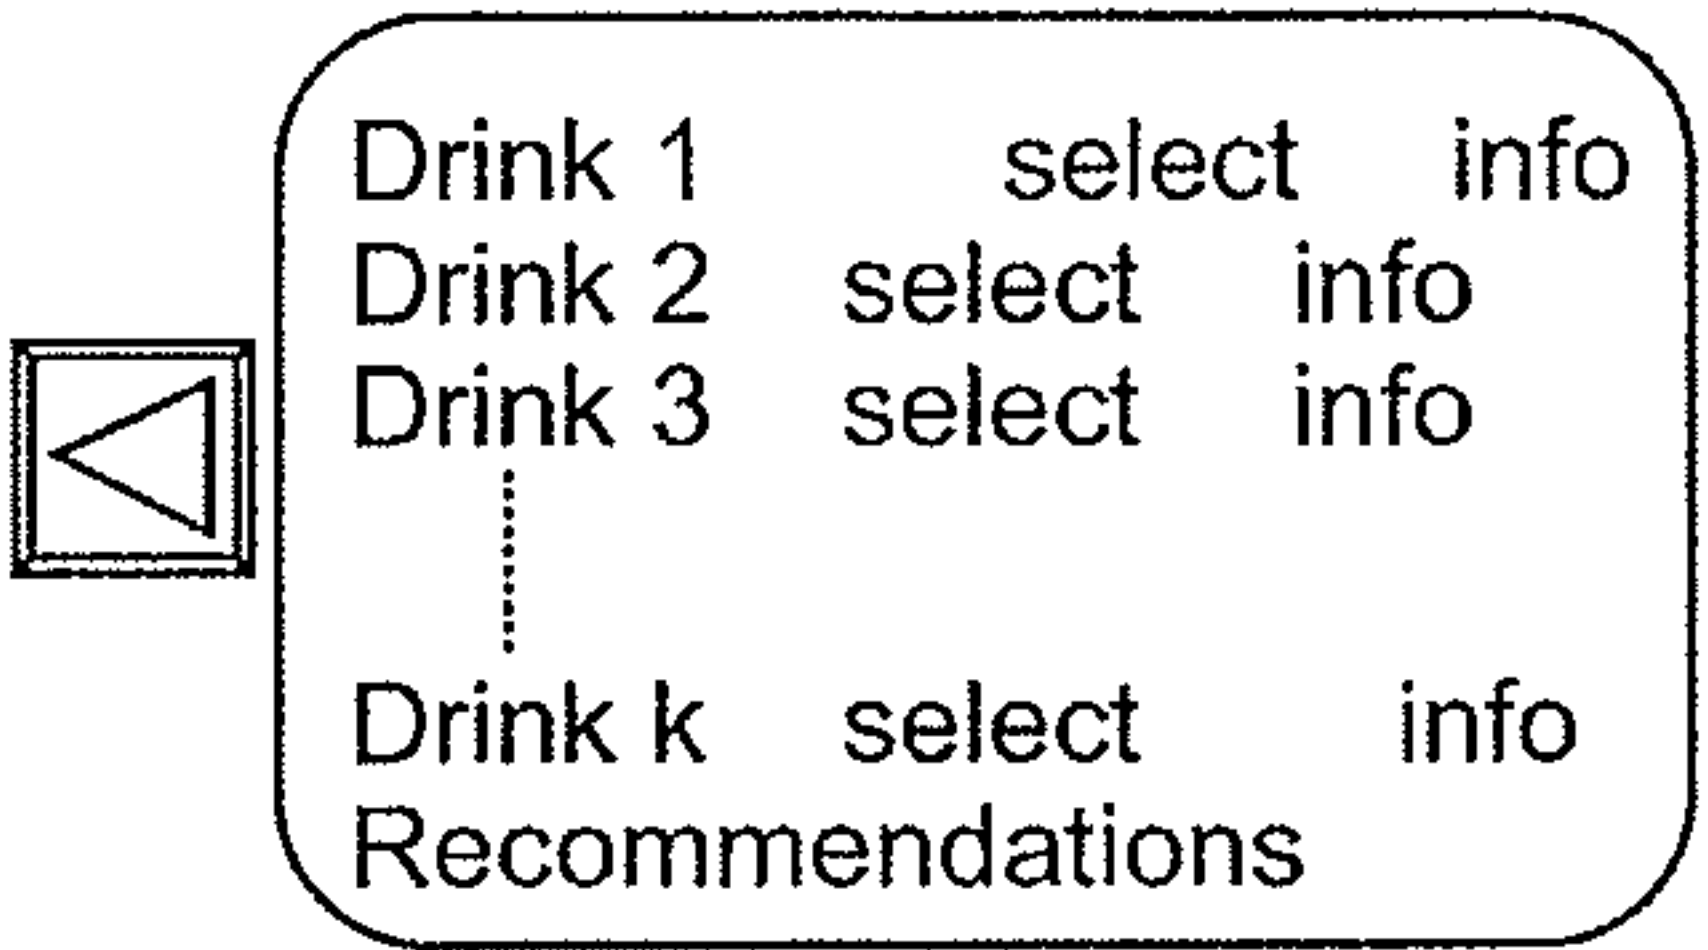 Drink 1 select info
Drink 2 select info
Drink 3 select info
Drink k select info
Recommendations